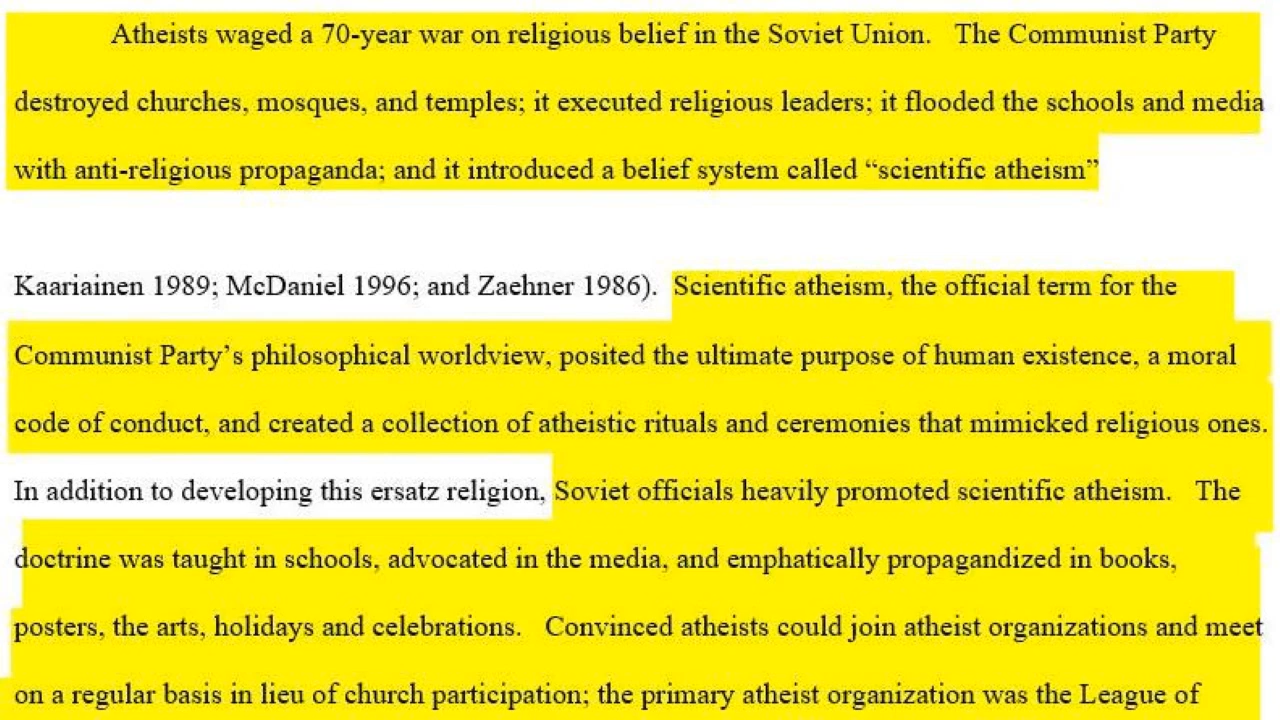 Atheists waged a 70-year war on religious belief in the Soviet Union. The Communist Party
destroyed churches, mosques, and temples; it executed religious leaders; it flooded the schools and media
with anti-religious propaganda; and it introduced a belief system called “scientific atheism”
Kaariainen 1989; McDaniel 1996; and Zaehner 1986). Scientific atheism, the official term for the
Communist Party’s philosophical worldview, posited the ultimate purpose of human existence, a moral
code of conduct, and created a collection of atheistic rituals and ceremonies that mimicked religious ones.
In addition to developing this ersatz religion, Soviet officials heavily promoted scientific atheism. The
doctrine was taught in schools, advocated in the media, and emphatically propagandized in books,
posters, the arts, holidays and celebrations. Convinced atheists could join atheist organizations and meet
on a regular basis in lieu of church participation; the primary atheist organization was the League of